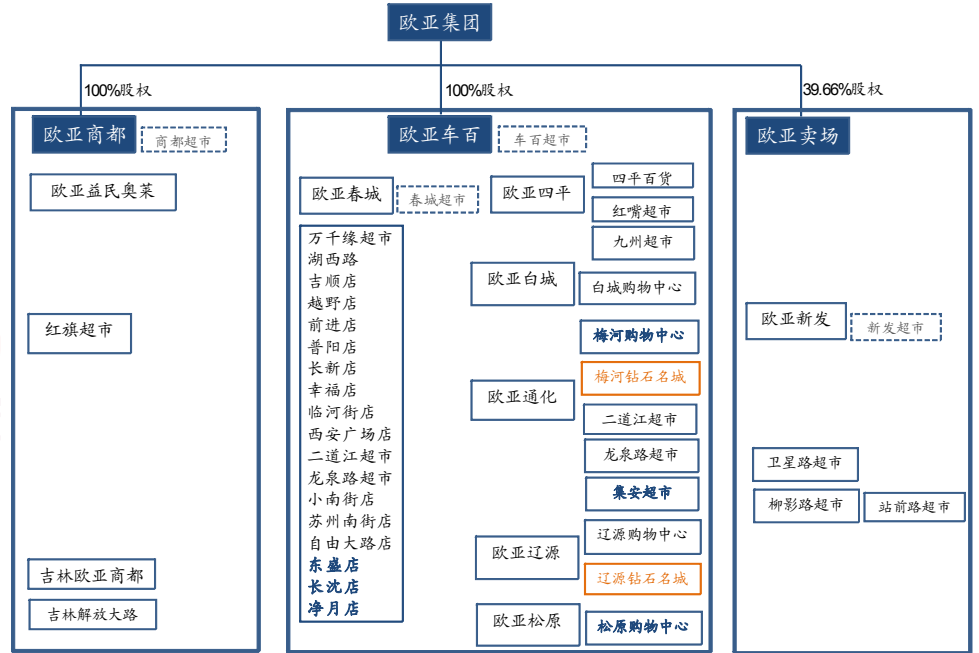 欧亚集团
100%股权
100%股权
39.66%股权
欧亚商都
商都超市
欧亚益民奥莱
红旗超市
吉林欧亚商都
吉林解放大路
欧亚车百
车百超市
欧亚春城
春城超市
万千缘超市
湖西路
吉顺店
越野店
前进店
普阳店
长新店
幸福店
临河街店
西安广场店
二道江超市
龙泉路超市
小南街店
苏州南街店
自由大路店
东盛店
长沈店
净月店
欧亚四平
四平百货
红嘴超市
九州超市
欧亚白城
白城购物中心
欧亚通化
梅河购物中心
梅河钻石名城
二道江超市
龙泉路超市
集安超市
欧亚辽源
辽源购物中心
辽源钻石名城
欧亚松原
松原购物中心
欧亚卖场
欧亚新发
新发超市
卫星路超市
柳影路超市
站前路超市